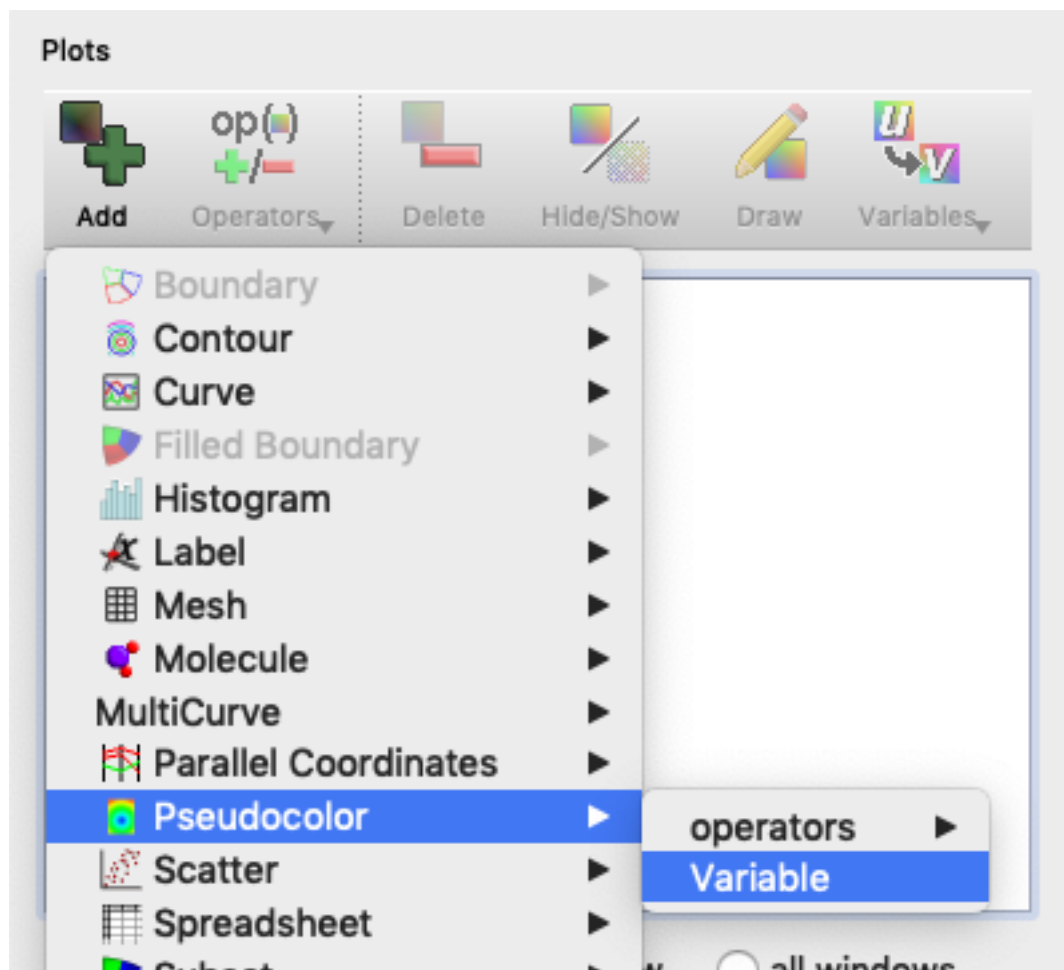 Plots
op( )
+/-
Add Operators Delete Hide/Show Draw Variables
u
v
Boundary
Contour
Curve
Filled Boundary
Histogram
Label
Mesh
Molecule
MultiCurve
Parallel Coordinates
Pseudocolor
operators
Variable
Scatter
Spreadsheet
all windows